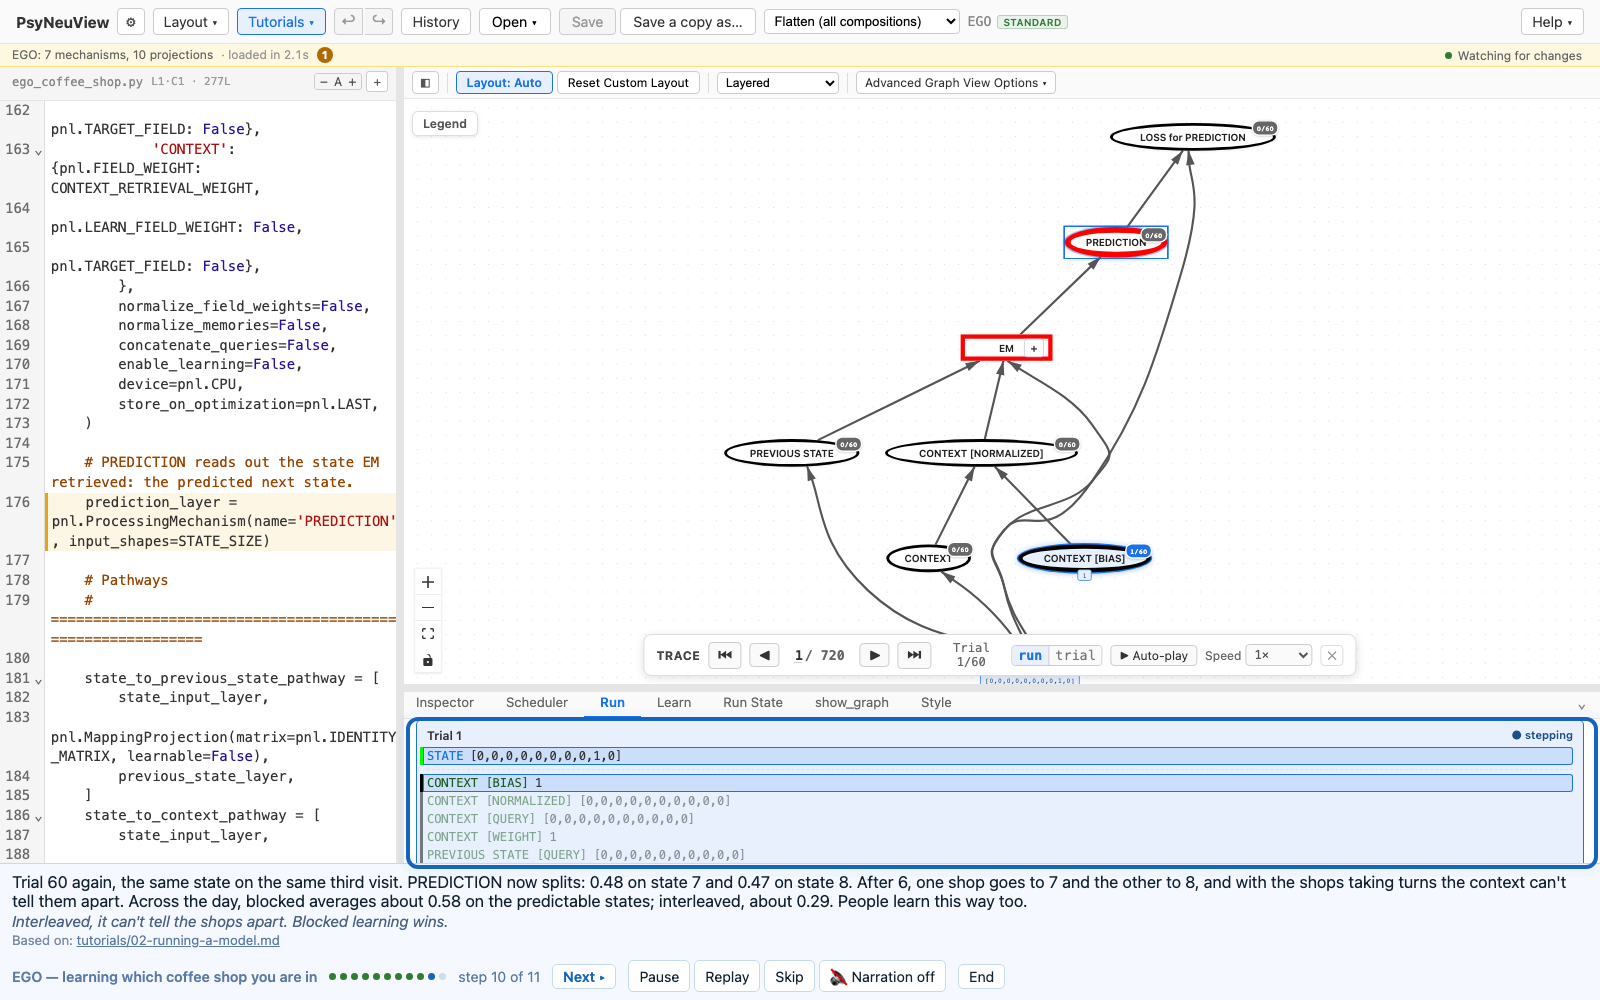 PsyNeuView ⚙ Layout ▾ Tutorials ▾ ↩ ↪ History Open ▾ Save Save a copy as... Flatten (all compositions) EGO STANDARD Help ▾
EGO: 7 mechanisms, 10 projections · loaded in 2.1s 1 Watching for changes
ego_coffee_shop.py L1:C1 · 277L − A + +
Layout: Auto Reset Custom Layout Layered Advanced Graph View Options ▾
Legend
162
pnl.TARGET_FIELD: False},
163 'CONTEXT':
{pnl.FIELD_WEIGHT:
CONTEXT_RETRIEVAL_WEIGHT,
164
pnl.LEARN_FIELD_WEIGHT: False,
165
pnl.TARGET_FIELD: False},
166 },
167 normalize_field_weights=False,
168 normalize_memories=False,
169 concatenate_queries=False,
170 enable_learning=False,
171 device=pnl.CPU,
172 store_on_optimization=pnl.LAST,
173 )
174
175 # PREDICTION reads out the state EM
retrieved: the predicted next state.
176 prediction_layer =
pnl.ProcessingMechanism(name='PREDICTION'
, input_shapes=STATE_SIZE)
177
178 # Pathways
179 #
=========================================
==================
180
181 state_to_previous_state_pathway = [
182 state_input_layer,
183
pnl.MappingProjection(matrix=pnl.IDENTITY
_MATRIX, learnable=False),
184 previous_state_layer,
185 ]
186 state_to_context_pathway = [
187 state_input_layer,
188
LOSS for PREDICTION 0/60
PREDICTION 0/60
EM +
PREVIOUS STATE 0/60
CONTEXT [NORMALIZED] 0/60
CONTEXT 0/60
CONTEXT [BIAS] 1/60
1
TRACE ⏮ ◀ 1 / 720 ▶ ⏭ Trial 1/60 run trial ▶ Auto-play Speed 1× ✕
[0,0,0,0,0,0,0,0,1,0]
Inspector Scheduler Run Learn Run State show_graph Style
Trial 1 ● stepping
STATE [0,0,0,0,0,0,0,0,1,0]
CONTEXT [BIAS] 1
CONTEXT [NORMALIZED] [0,0,0,0,0,0,0,0,0,0]
CONTEXT [QUERY] [0,0,0,0,0,0,0,0,0,0]
CONTEXT [WEIGHT] 1
PREVIOUS STATE [QUERY] [0,0,0,0,0,0,0,0,0,0]
Trial 60 again, the same state on the same third visit. PREDICTION now splits: 0.48 on state 7 and 0.47 on state 8. After 6, one shop goes to 7 and the other to 8, and with the shops taking turns the context can't
tell them apart. Across the day, blocked averages about 0.58 on the predictable states; interleaved, about 0.29. People learn this way too.
Interleaved, it can't tell the shops apart. Blocked learning wins.
Based on: tutorials/02-running-a-model.md
EGO — learning which coffee shop you are in step 10 of 11 Next ▸ Pause Replay Skip Narration off End